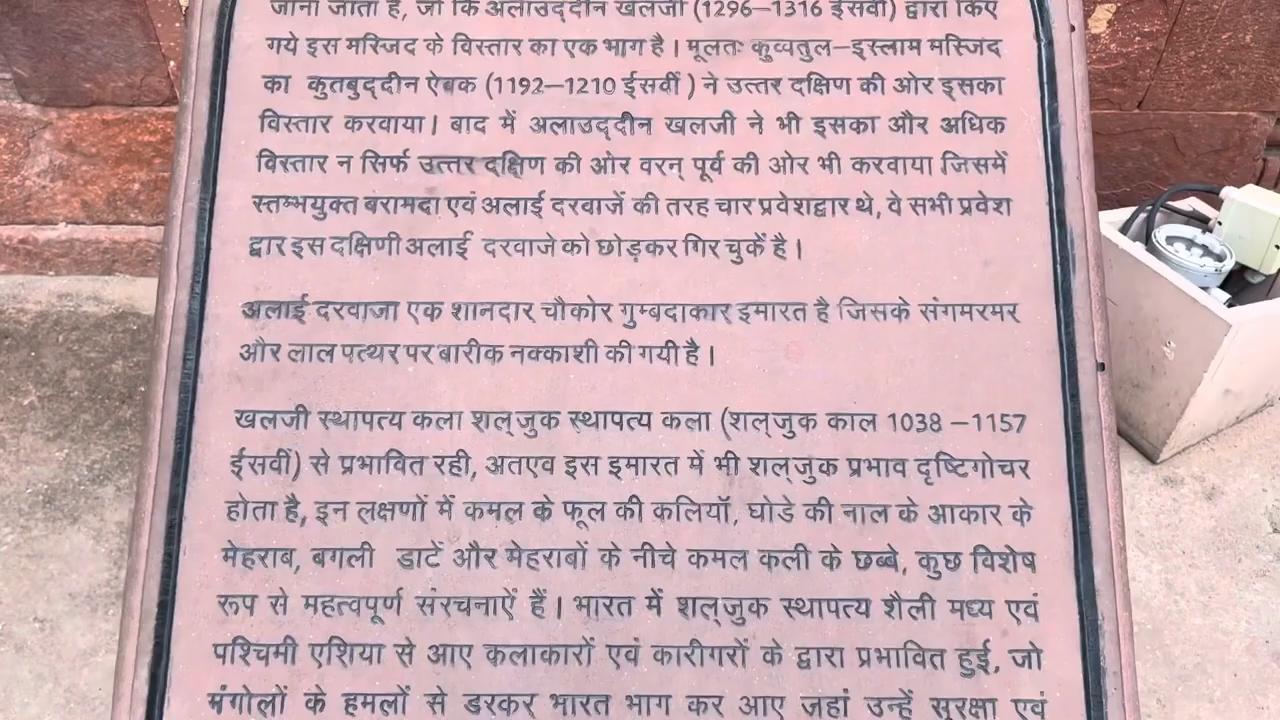 जाना जाता है, जो कि अलाउद्‌दीन खलजी (1296–1316 ईसवी) द्वारा किए
गये इस मस्जिद के विस्तार का एक भाग है । मूलतः कुव्वतुल–इस्लाम मस्जिद
का कुतबुद्‌दीन ऐबक (1192–1210 ईसवीं ) ने उत्तर दक्षिण की ओर इसका
विस्तार करवाया। बाद में अलाउद्‌दीन खलजी ने भी इसका और अधिक
विस्तार न सिर्फ उत्तर दक्षिण की ओर वरन् पूर्व की ओर भी करवाया जिसमें
स्तम्भयुक्त बरामदा एवं अलाई दरवाजें की तरह चार प्रवेशद्वार थे, वे सभी प्रवेश
द्वार इस दक्षिणी अलाई दरवाजे को छोड़कर गिर चुकें है ।
अलाई दरवाजा एक शानदार चौकोर गुम्बदाकार इमारत है जिसके संगमरमर
और लाल पत्थर पर बारीक नक्काशी की गयी है ।
खलजी स्थापत्य कला शल्‌जुक स्थापत्य कला (शल्‌जुक काल 1038 –1157
ईसवीं) से प्रभावित रही, अतएव इस इमारत में भी शल्‌जुक प्रभाव दृष्टिगोचर
होता है, इन लक्षणों में कमल के फूल की कलियॉ, घोडे की नाल के आकार के
मेहराब, बगली डाटें और मेहराबों के नीचे कमल कली के छब्बे, कुछ विशेष
रूप से महत्वपूर्ण संरचनाऐं हैं । भारत में शल्‌जुक स्थापत्य शैली मध्य एवं
पश्चिमी एशिया से आए कलाकारों एवं कारीगरों के द्वारा प्रभावित हुई, जो
मंगोलों के हमलों से डरकर भारत भाग कर आए जहां उन्हें सुरक्षा एवं